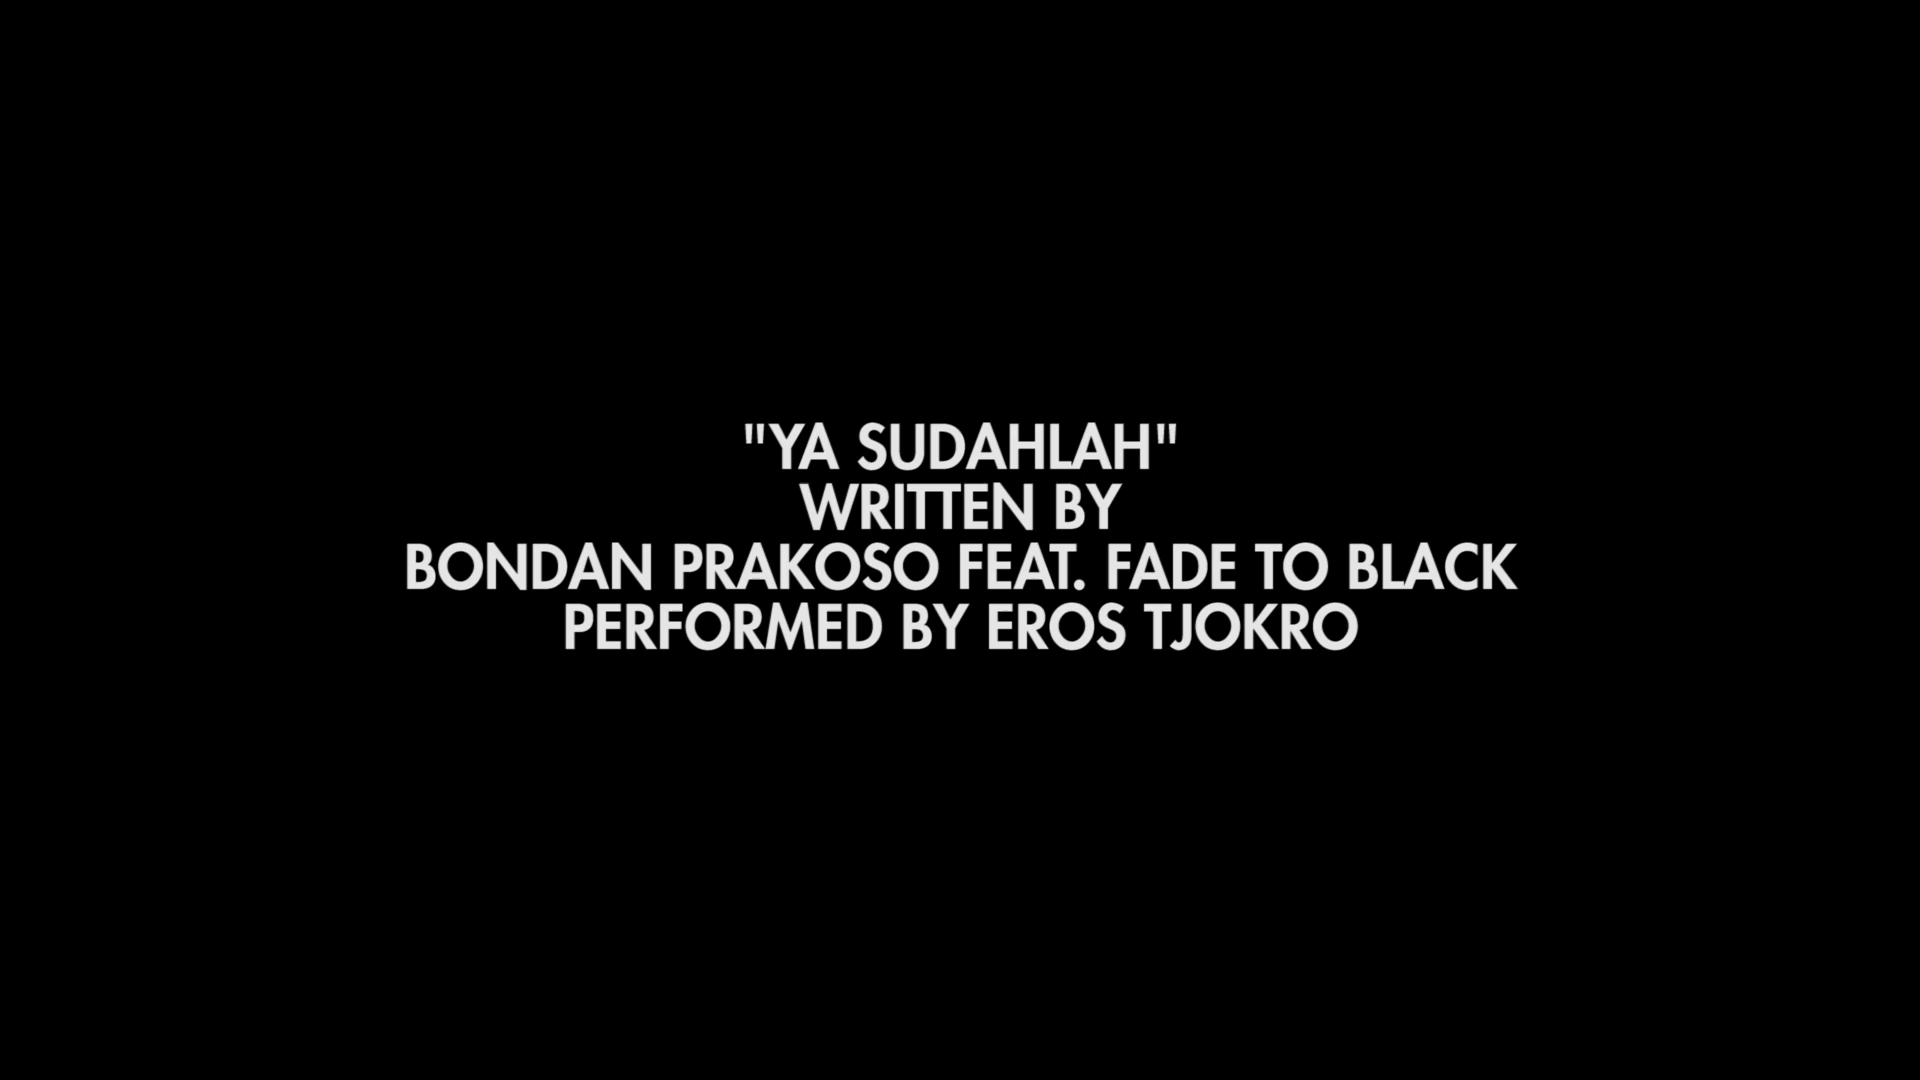 "YA SUDAHLAH"
WRITTEN BY
BONDAN PRAKOSO FEAT. FADE TO BLACK
PERFORMED BY EROS TJOKRO